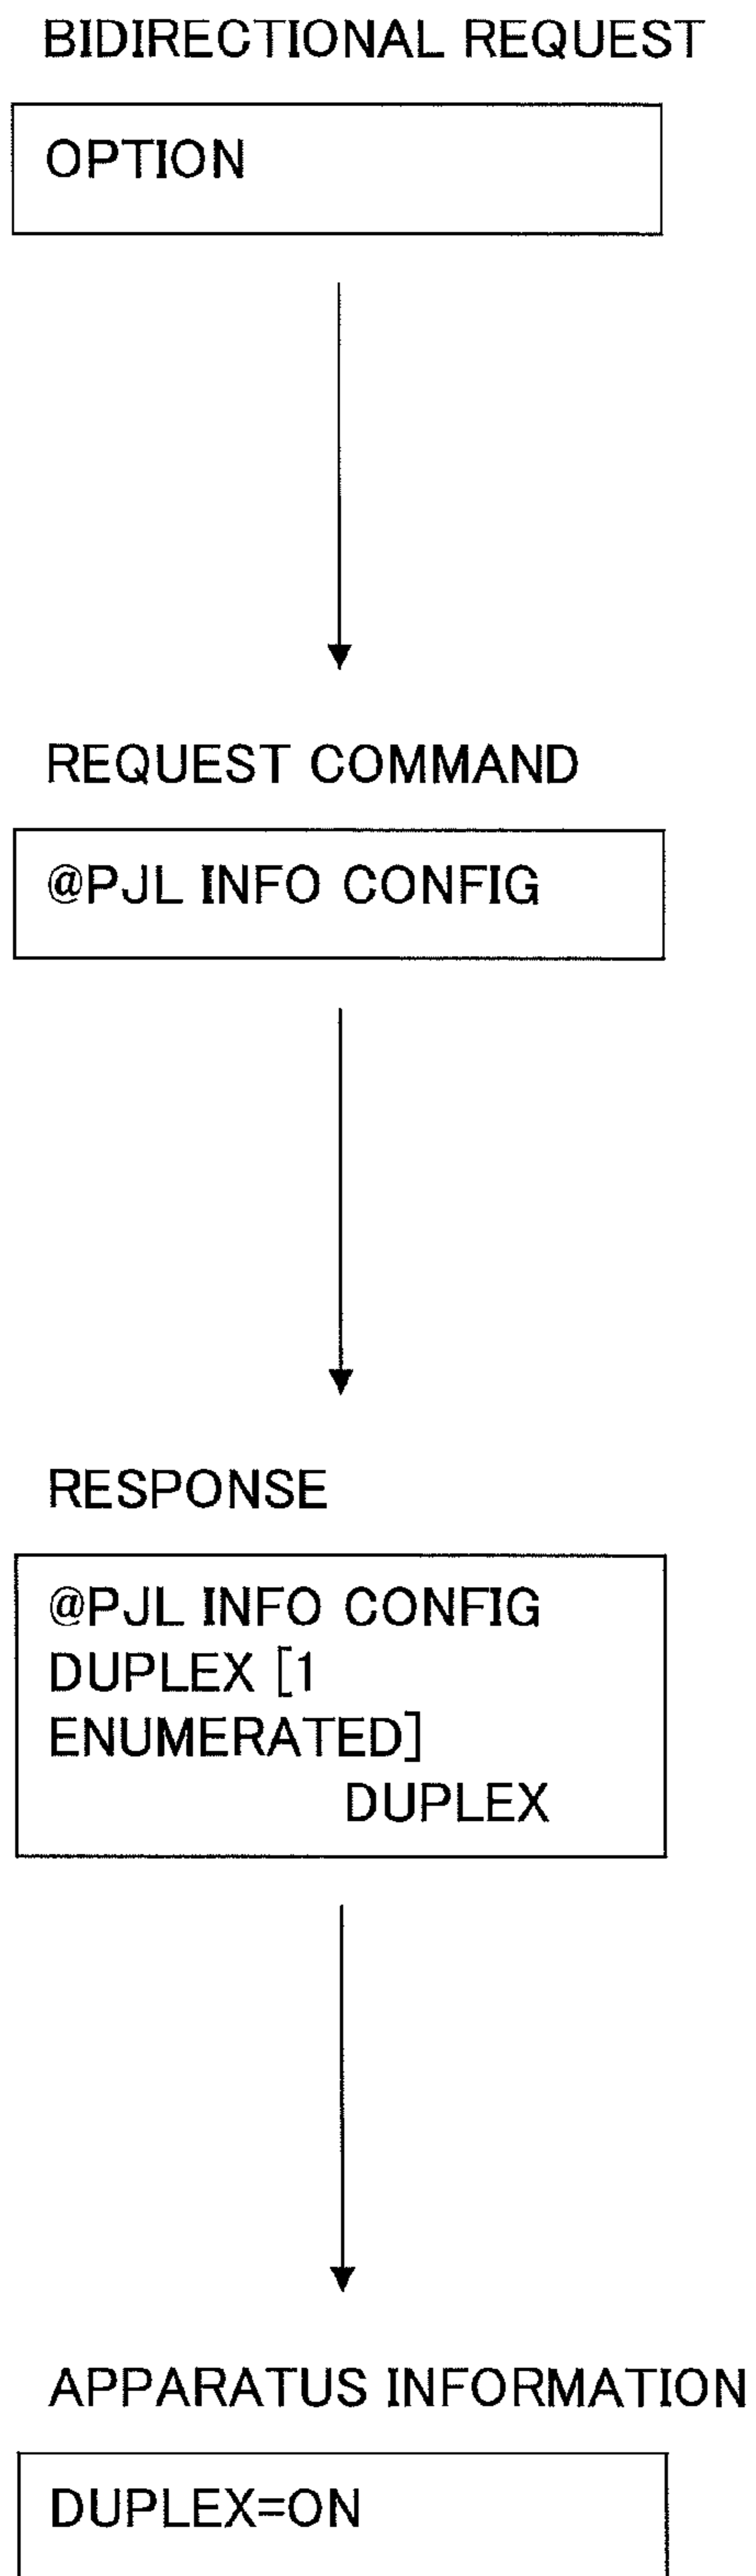 BIDIRECTIONAL REQUEST
OPTION
REQUEST COMMAND
@PJL INFO CONFIG
RESPONSE
@PJL INFO CONFIG
DUPLEX [1
ENUMERATED]
DUPLEX
APPARATUS INFORMATION
DUPLEX=ON